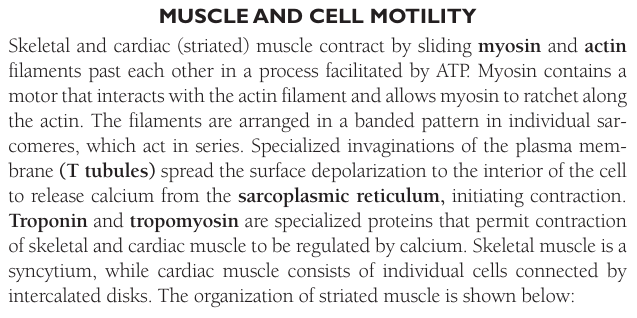 MUSCLE AND CELL MOTILITY
Skeletal and cardiac (striated) muscle contract by sliding myosin and actin
filaments past each other in a process facilitated by ATP. Myosin contains a
motor that interacts with the actin filament and allows myosin to ratchet along
the actin. The filaments are arranged in a banded pattern in individual sar-
comeres, which act in series. Specialized invaginations of the plasma mem-
brane (T tubules) spread the surface depolarization to the interior of the cell
to release calcium from the sarcoplasmic reticulum, initiating contraction.
Troponin and tropomyosin are specialized proteins that permit contraction
of skeletal and cardiac muscle to be regulated by calcium. Skeletal muscle is a
syncytium, while cardiac muscle consists of individual cells connected by
intercalated disks. The organization of striated muscle is shown below: